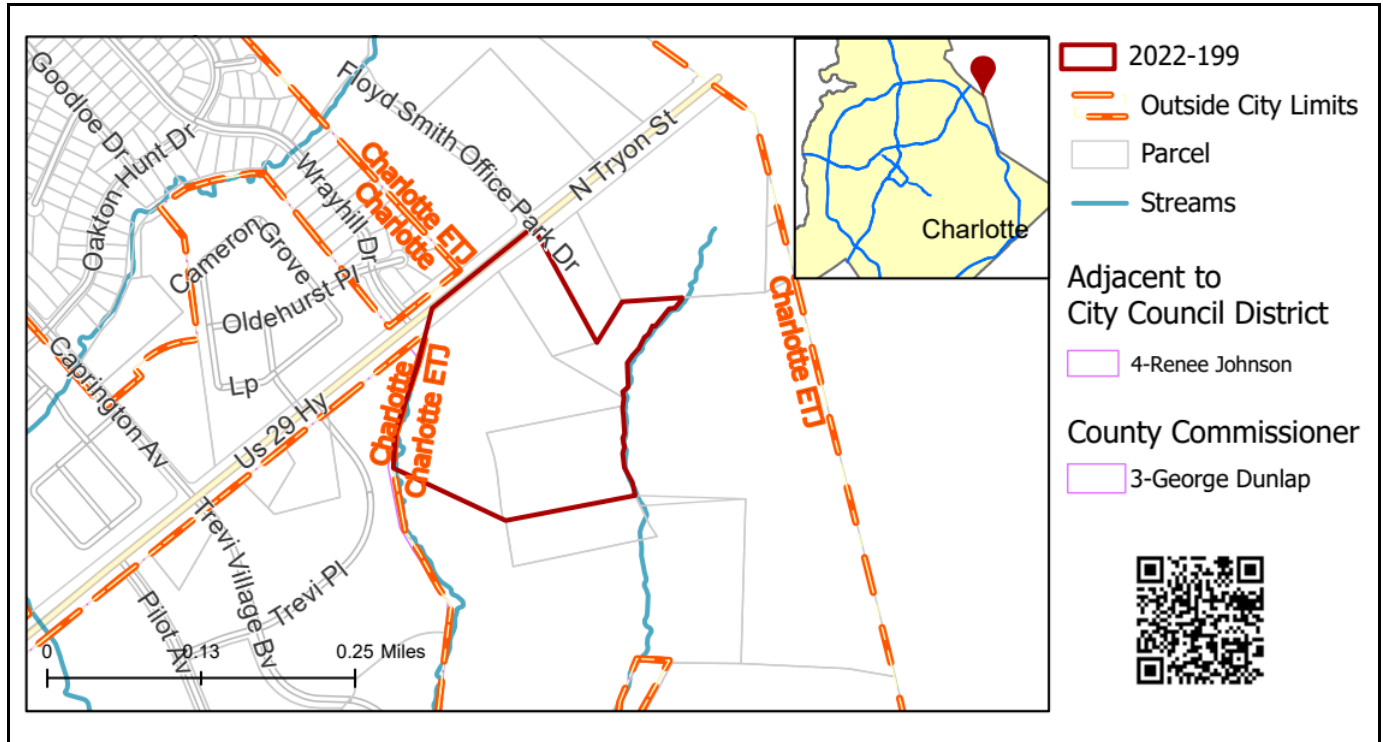 Goodloe Dr
Oakton Hunt Dr
Wrayhill Dr
Floyd Smith Office Park Dr
N Tryon St
Charlotte ETJ
Charlotte
Cameron
Grove
Oldehurst Pl
Lp
Caprington Av
Us 29 Hy
Charlotte
Charlotte ETJ
Charlotte ETJ
Trevi Village Bv
Trevi Pl
Pilot Av
0 0.13 0.25 Miles
Charlotte
2022-199
Outside City Limits
Parcel
Streams
Adjacent to
City Council District
4-Renee Johnson
County Commissioner
3-George Dunlap